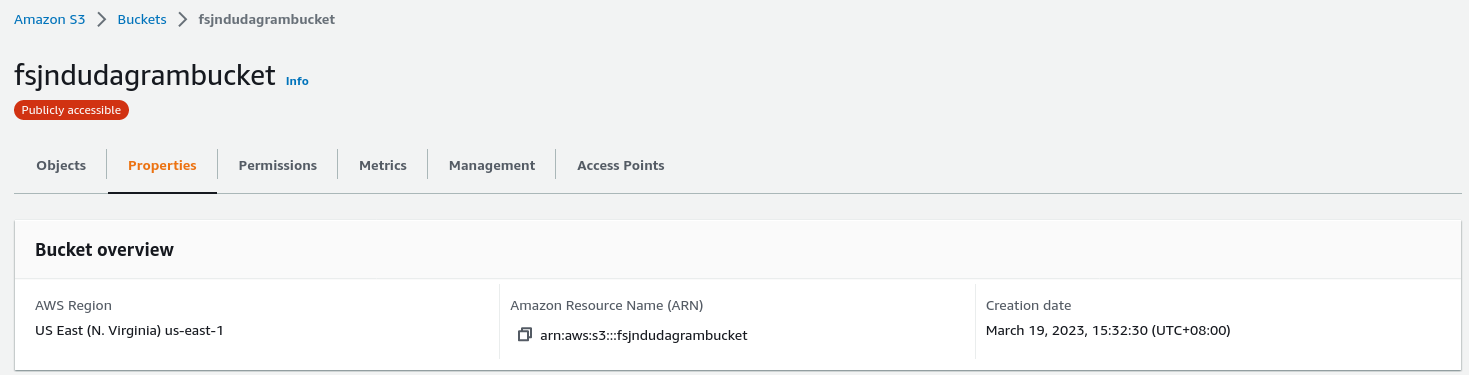 Amazon S3 > Buckets > fsjndudagrambucket
fsjndudagrambucket Info
Publicly accessible
Objects Properties Permissions Metrics Management Access Points
Bucket overview
AWS Region
US East (N. Virginia) us-east-1
Amazon Resource Name (ARN)
arn:aws:s3:::fsjndudagrambucket
Creation date
March 19, 2023, 15:32:30 (UTC+08:00)